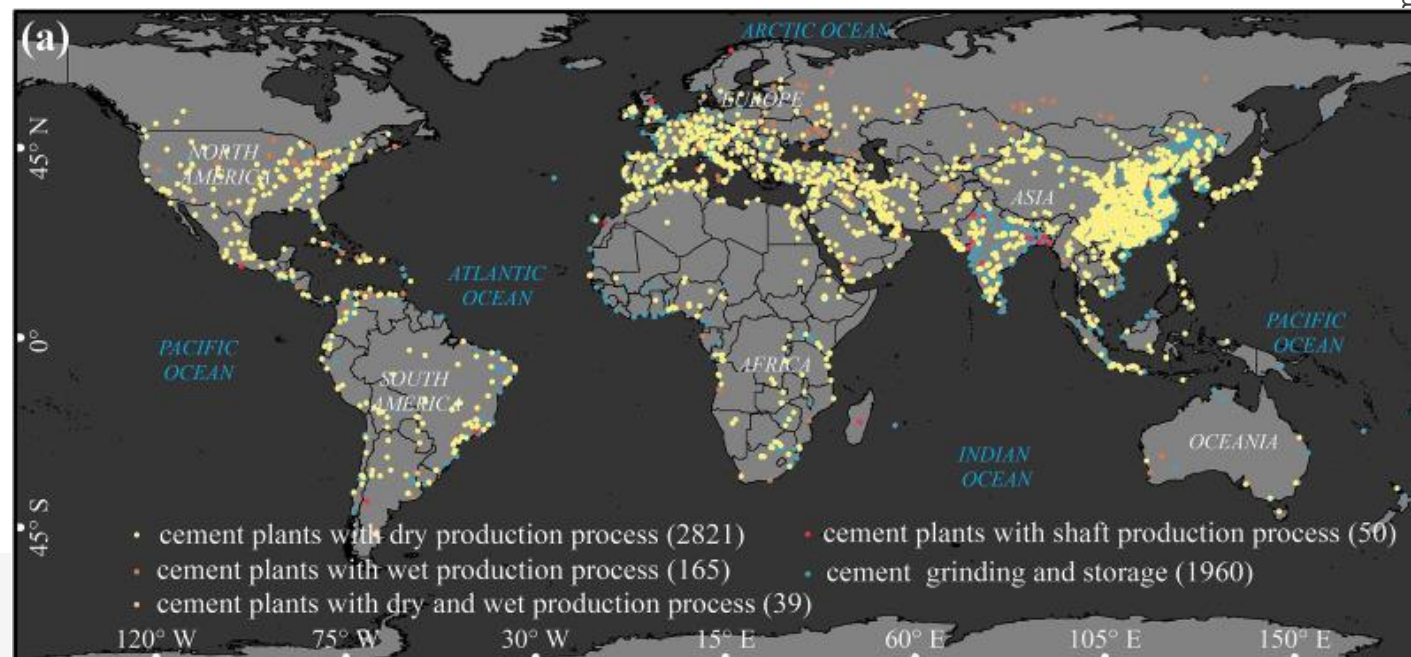 (a)
ARCTIC OCEAN
EUROPE
45° N
NORTH
AMERICA
ASIA
ATLANTIC
OCEAN
PACIFIC
OCEAN
0°
PACIFIC
OCEAN
SOUTH
AMERICA
AFRICA
INDIAN
OCEAN
OCEANIA
45° S
cement plants with dry production process (2821)
cement plants with shaft production process (50)
cement plants with wet production process (165)
cement grinding and storage (1960)
cement plants with dry and wet production process (39)
120° W 75° W 30° W 15° E 60° E 105° E 150° E